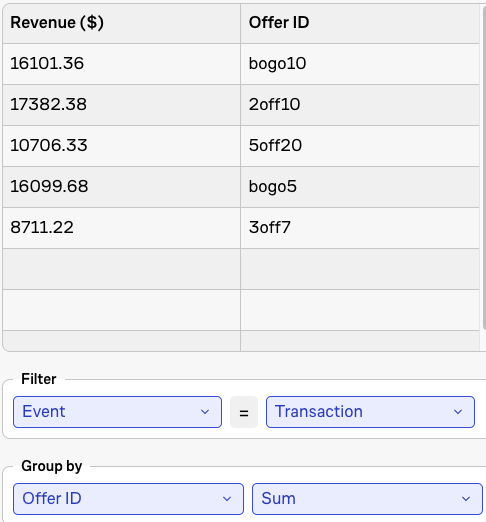 Revenue ($) Offer ID
16101.36 bogo10
17382.38 2off10
10706.33 5off20
16099.68 bogo5
8711.22 3off7
Filter
Event = Transaction
Group by
Offer ID Sum